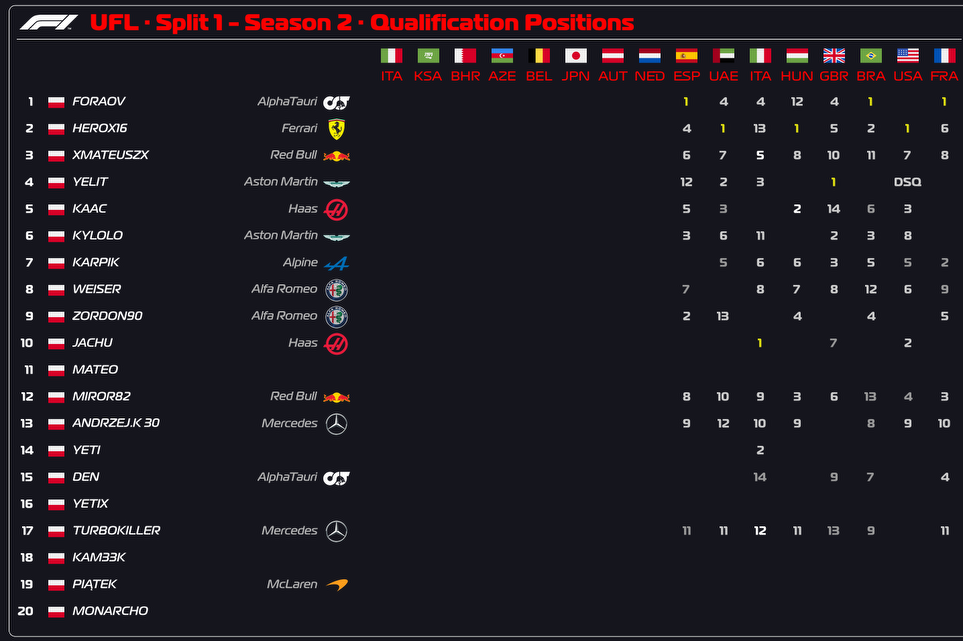 UFL · Split 1 - Season 2 · Qualification Positions
ITA KSA BHR AZE BEL JPN AUT NED ESP UAE ITA HUN GBR BRA USA FRA
1 FORAOV AlphaTauri 1 4 4 12 4 1 1
2 HEROX16 Ferrari 4 1 13 1 5 2 1 6
3 XMATEUSZX Red Bull 6 7 5 8 10 11 7 8
4 YELIT Aston Martin 12 2 3 1 DSQ
5 KAAC Haas 5 3 2 14 6 3
6 KYLOLO Aston Martin 3 6 11 2 3 8
7 KARPIK Alpine 5 6 6 3 5 5 2
8 WEISER Alfa Romeo 7 8 7 8 12 6 9
9 ZORDON90 Alfa Romeo 2 13 4 4 5
10 JACHU Haas 1 7 2
11 MATEO
12 MIROR82 Red Bull 8 10 9 3 6 13 4 3
13 ANDRZEJ.K 30 Mercedes 9 12 10 9 8 9 10
14 YETI 2
15 DEN AlphaTauri 14 9 7 4
16 YETIX
17 TURBOKILLER Mercedes 11 11 12 11 13 9 11
18 KAM33K
19 PIĄTEK McLaren
20 MONARCHO